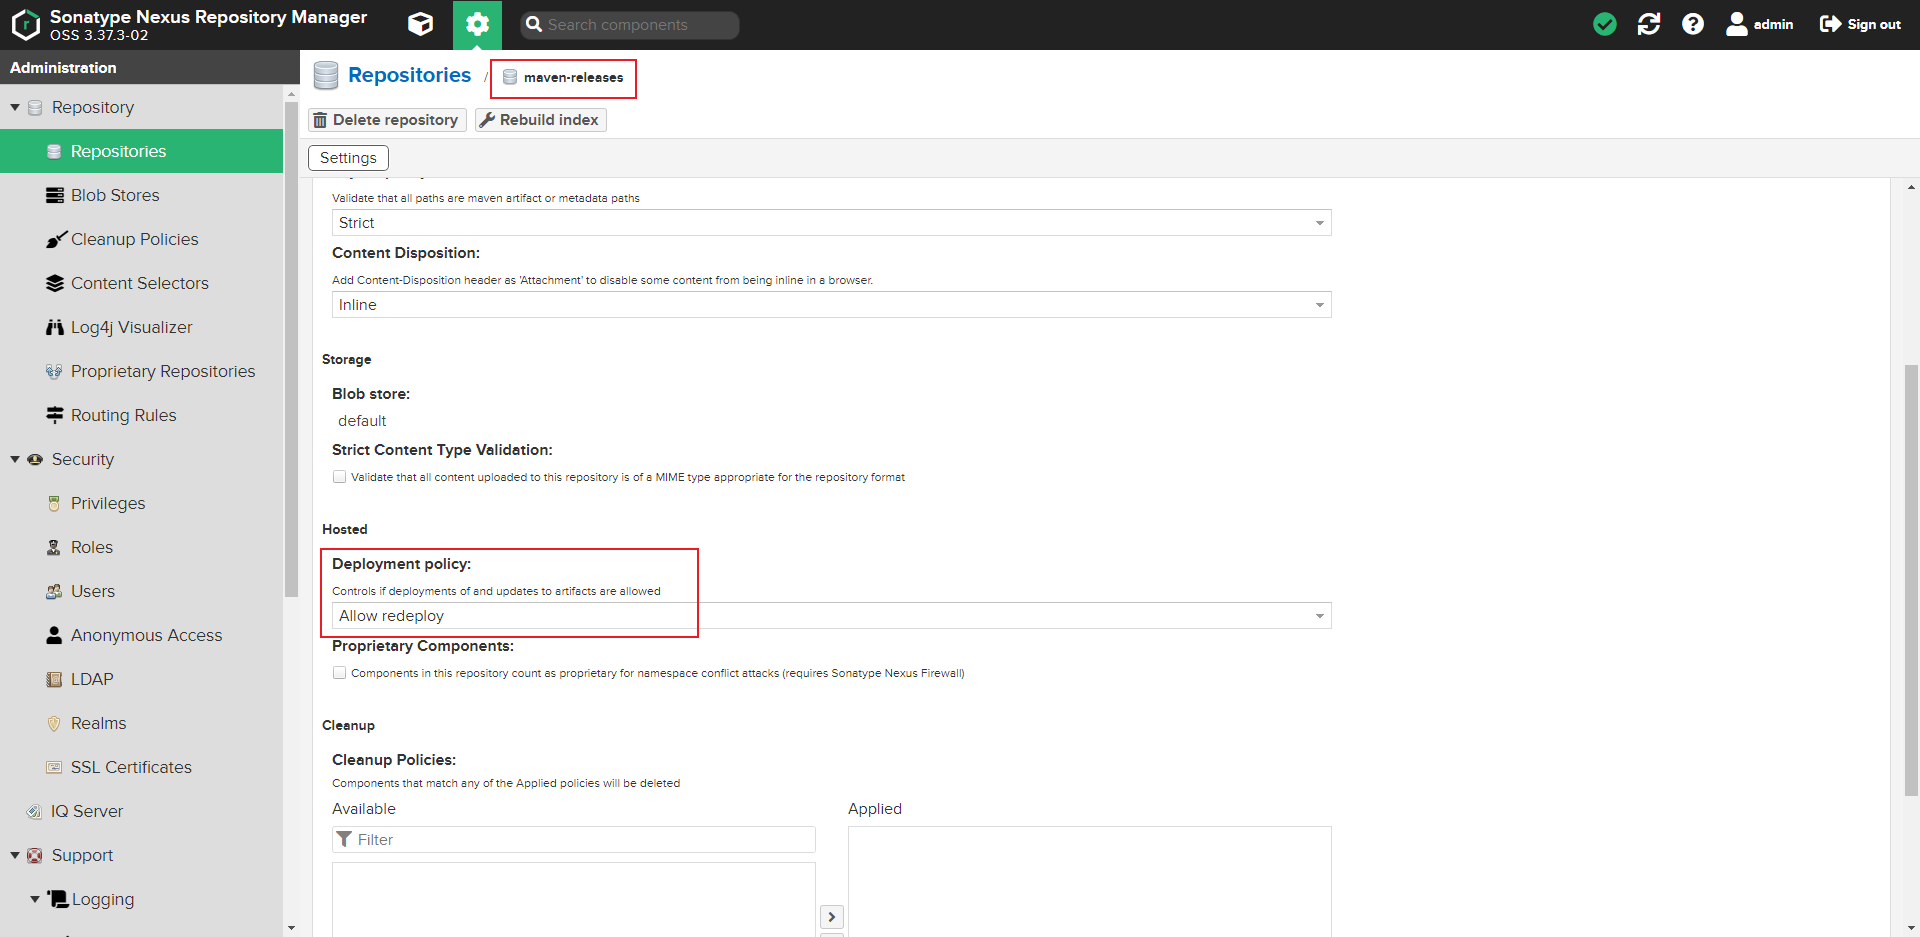 Sonatype Nexus Repository Manager
OSS 3.37.3-02
Search components
admin
Sign out
Administration
Repository
Repositories
Blob Stores
Cleanup Policies
Content Selectors
Log4j Visualizer
Proprietary Repositories
Routing Rules
Security
Privileges
Roles
Users
Anonymous Access
LDAP
Realms
SSL Certificates
IQ Server
Support
Logging
Repositories / maven-releases
Delete repository
Rebuild index
Settings
Validate that all paths are maven artifact or metadata paths
Strict
Content Disposition:
Add Content-Disposition header as 'Attachment' to disable some content from being inline in a browser.
Inline
Storage
Blob store:
default
Strict Content Type Validation:
Validate that all content uploaded to this repository is of a MIME type appropriate for the repository format
Hosted
Deployment policy:
Controls if deployments of and updates to artifacts are allowed
Allow redeploy
Proprietary Components:
Components in this repository count as proprietary for namespace conflict attacks (requires Sonatype Nexus Firewall)
Cleanup
Cleanup Policies:
Components that match any of the Applied policies will be deleted
Available
Applied
Filter